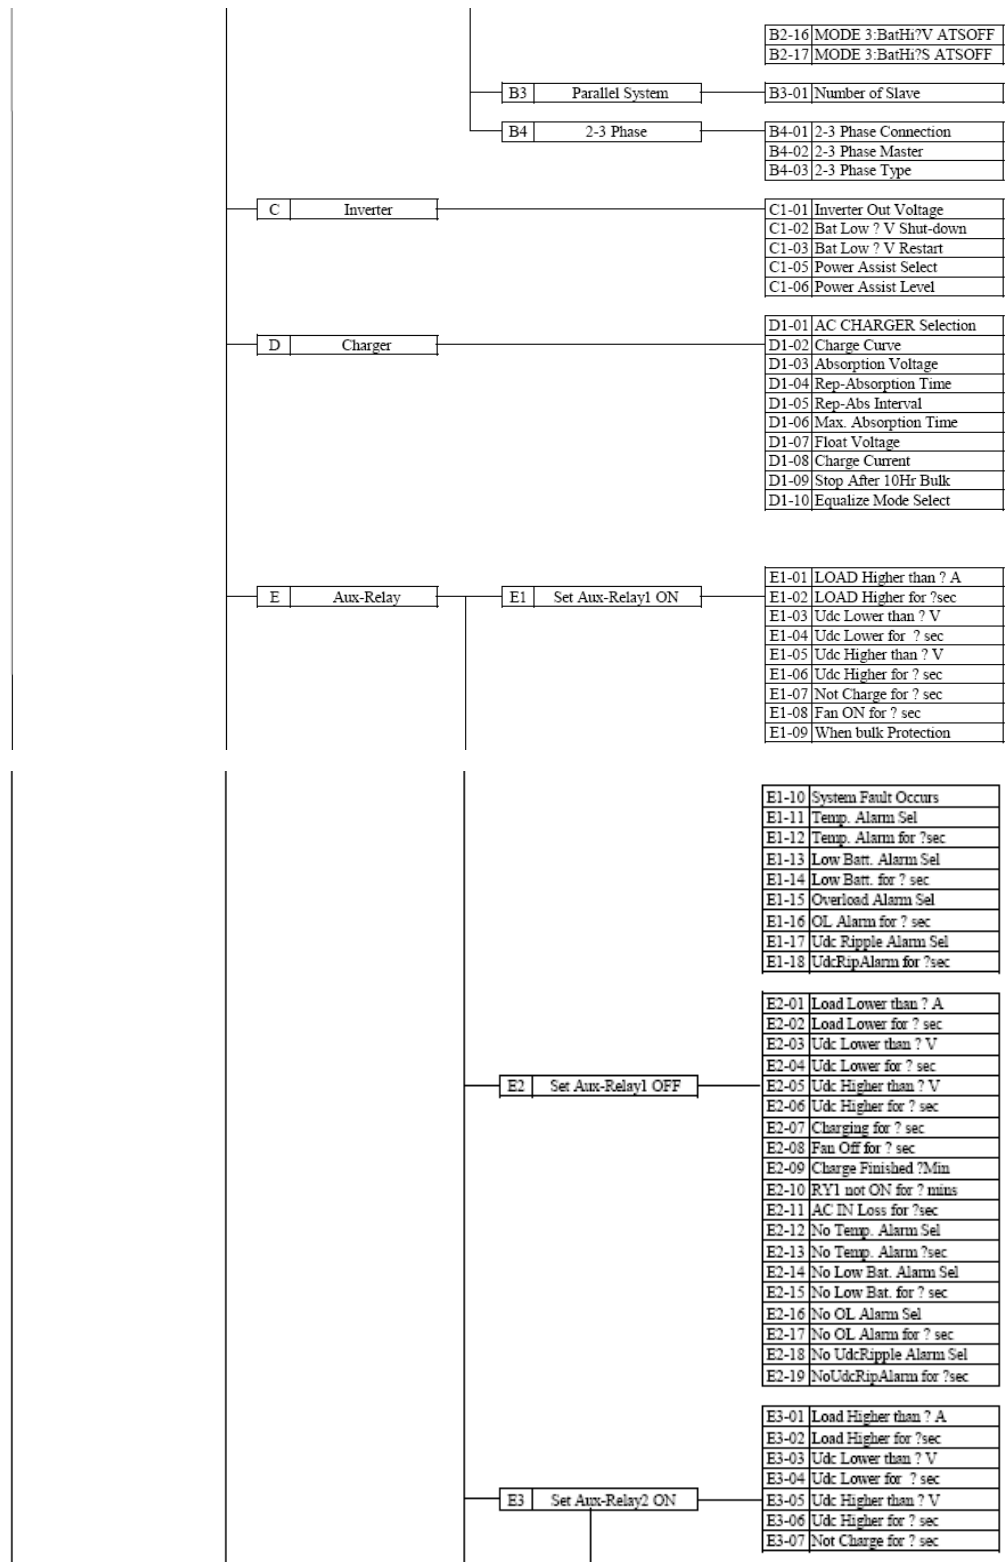 B2-16 MODE 3:BatHi?V ATSOFF
B2-17 MODE 3:BatHi?S ATSOFF
B3 Parallel System
B3-01 Number of Slave
B4 2-3 Phase
B4-01 2-3 Phase Connection
B4-02 2-3 Phase Master
B4-03 2-3 Phase Type
C Inverter
C1-01 Inverter Out Voltage
C1-02 Bat Low ? V Shut-down
C1-03 Bat Low ? V Restart
C1-05 Power Assist Select
C1-06 Power Assist Level
D Charger
D1-01 AC CHARGER Selection
D1-02 Charge Curve
D1-03 Absorption Voltage
D1-04 Rep-Absorption Time
D1-05 Rep-Abs Interval
D1-06 Max. Absorption Time
D1-07 Float Voltage
D1-08 Charge Current
D1-09 Stop After 10Hr Bulk
D1-10 Equalize Mode Select
E Aux-Relay
E1 Set Aux-Relay1 ON
E1-01 LOAD Higher than ? A
E1-02 LOAD Higher for ?sec
E1-03 Udc Lower than ? V
E1-04 Udc Lower for ? sec
E1-05 Udc Higher than ? V
E1-06 Udc Higher for ? sec
E1-07 Not Charge for ? sec
E1-08 Fan ON for ? sec
E1-09 When bulk Protection
E1-10 System Fault Occurs
E1-11 Temp. Alarm Sel
E1-12 Temp. Alarm for ?sec
E1-13 Low Batt. Alarm Sel
E1-14 Low Batt. for ? sec
E1-15 Overload Alarm Sel
E1-16 OL Alarm for ? sec
E1-17 Udc Ripple Alarm Sel
E1-18 UdcRipAlarm for ?sec
E2 Set Aux-Relay1 OFF
E2-01 Load Lower than ? A
E2-02 Load Lower for ? sec
E2-03 Udc Lower than ? V
E2-04 Udc Lower for ? sec
E2-05 Udc Higher than ? V
E2-06 Udc Higher for ? sec
E2-07 Charging for ? sec
E2-08 Fan Off for ? sec
E2-09 Charge Finished ?Min
E2-10 RY1 not ON for ? mins
E2-11 AC IN Loss for ?sec
E2-12 No Temp. Alarm Sel
E2-13 No Temp. Alarm ?sec
E2-14 No Low Bat. Alarm Sel
E2-15 No Low Bat. for ? sec
E2-16 No OL Alarm Sel
E2-17 No OL Alarm for ? sec
E2-18 No UdcRipple Alarm Sel
E2-19 NoUdcRipAlarm for ?sec
E3 Set Aux-Relay2 ON
E3-01 Load Higher than ? A
E3-02 Load Higher for ?sec
E3-03 Udc Lower than ? V
E3-04 Udc Lower for ? sec
E3-05 Udc Higher than ? V
E3-06 Udc Higher for ? sec
E3-07 Not Charge for ? sec